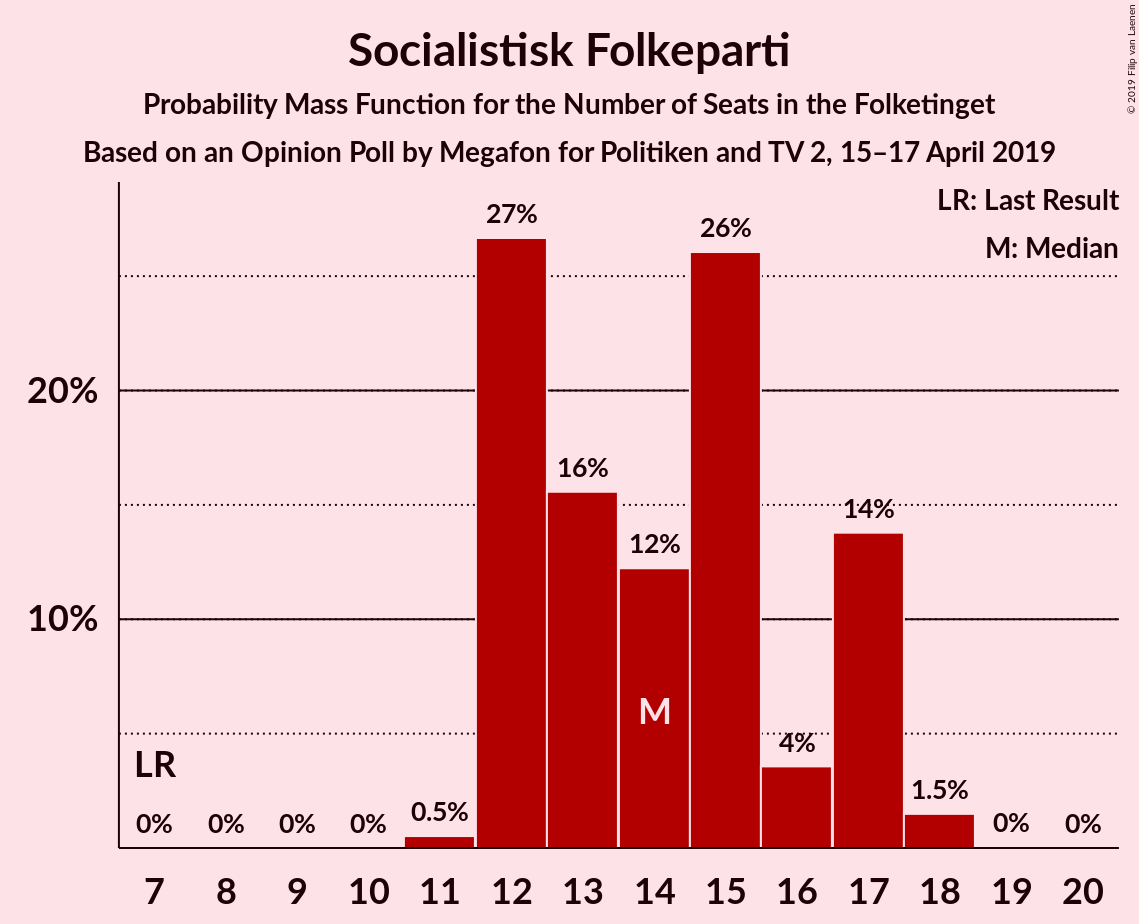 Socialistisk Folkeparti
Probability Mass Function for the Number of Seats in the Folketinget
Based on an Opinion Poll by Megafon for Politiken and TV 2, 15–17 April 2019
© 2019 Filip van Laenen
LR: Last Result
M: Median
27%
26%
20%
16%
14%
12%
10%
M
4%
LR
1.5%
0.5%
0% 0% 0% 0% 0% 0%
7 8 9 10 11 12 13 14 15 16 17 18 19 20